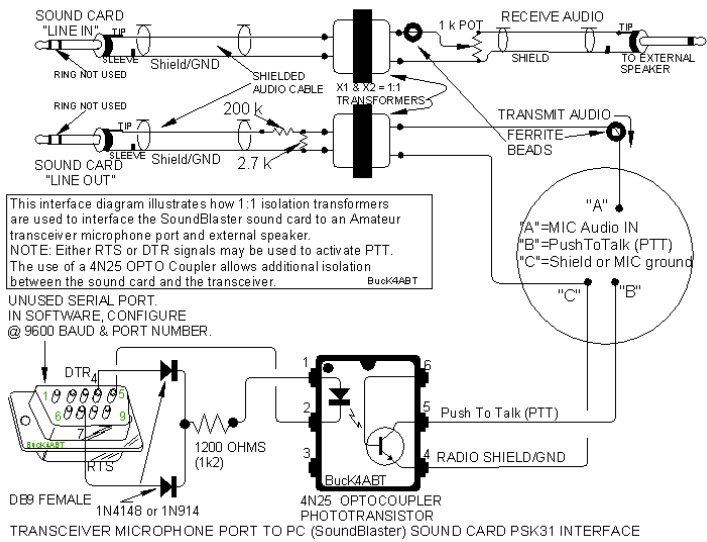 SOUND CARD
"LINE IN"
TIP
SLEEVE
RING NOT USED
Shield/GND
SHIELDED
AUDIO CABLE
X1 & X2 = 1:1
TRANSFORMERS
1 k POT
RECEIVE AUDIO
SHIELD
TIP
TO EXTERNAL
SPEAKER
RING NOT USED
TIP
SLEEVE
Shield/GND
SOUND CARD
"LINE OUT"
200 k
2.7 k
TRANSMIT AUDIO
FERRITE
BEADS
This interface diagram illustrates how 1:1 isolation transformers
are used to interface the SoundBlaster sound card to an Amateur
transceiver microphone port and external speaker.
NOTE: Either RTS or DTR signals may be used to activate PTT.
The use of a 4N25 OPTO Coupler allows additional isolation
between the sound card and the transceiver. BucK4ABT
"A"
"A"=MIC Audio IN
"B"=PushToTalk (PTT)
"C"=Shield or MIC ground
"C"
"B"
UNUSED SERIAL PORT.
IN SOFTWARE, CONFIGURE
@ 9600 BAUD & PORT NUMBER.
DTR
4
1
5
6
9
7
BucK4ABT
RTS
DB9 FEMALE
1N4148 or 1N914
1200 OHMS
(1k2)
1
2
3
6
5
4
BucK4ABT
Push To Talk (PTT)
RADIO SHIELD/GND
4N25 OPTOCOUPLER
PHOTOTRANSISTOR
TRANSCEIVER MICROPHONE PORT TO PC (SoundBlaster) SOUND CARD PSK31 INTERFACE